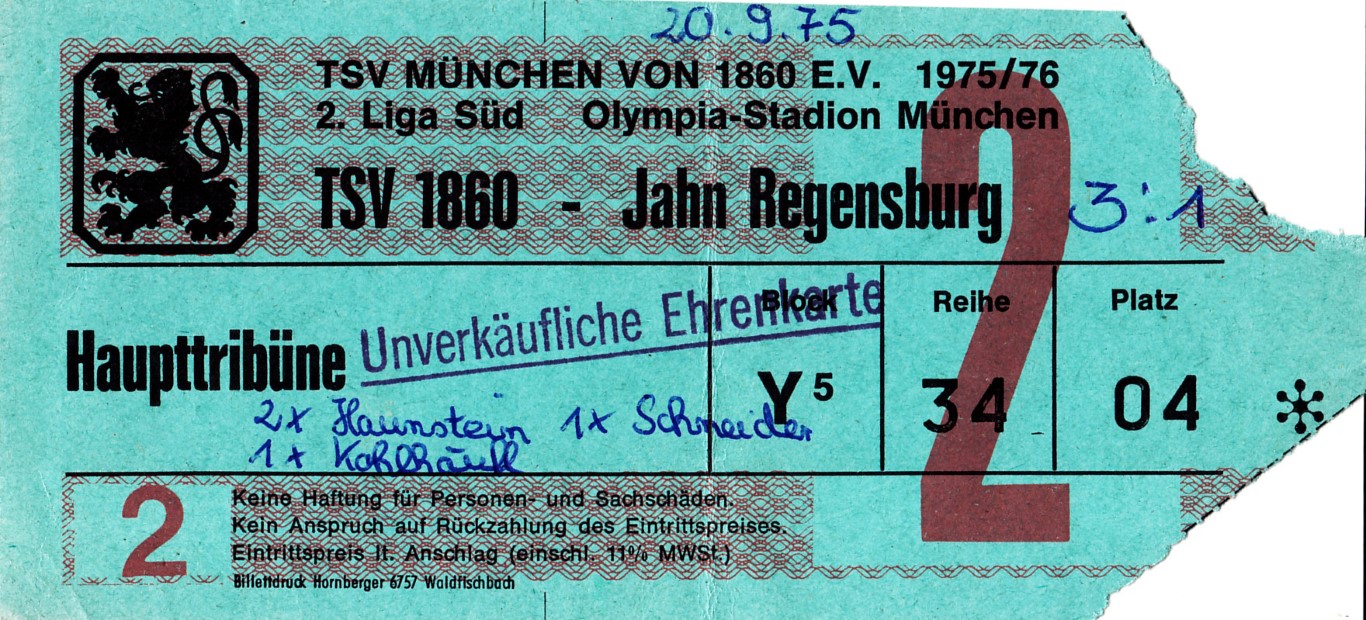 20.9.75
TSV MÜNCHEN VON 1860 E.V. 1975/76
2. Liga Süd Olympia-Stadion München
TSV 1860 - Jahn Regensburg 3:1
2
Haupttribüne
Unverkäufliche Ehrenkarte
Block Reihe Platz
Y5 34 04
2x Haunstein 1x Schneider
1x Kohlhäufl
2
Keine Haftung für Personen- und Sachschäden.
Kein Anspruch auf Rückzahlung des Eintrittspreises.
Eintrittspreis lt. Anschlag (einschl. 11% MWSt.)
Billettdruck Hornberger 6757 Waldfischbach